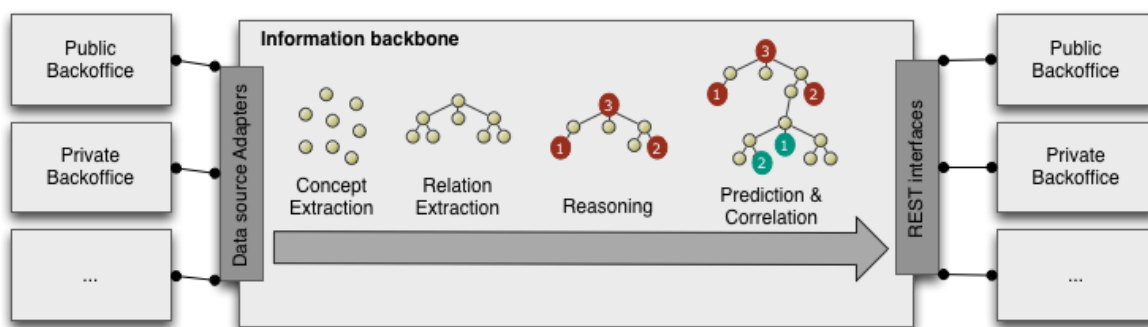 Public
Backoffice
Private
Backoffice
...
Data source Adapters
Information backbone
Concept
Extraction
Relation
Extraction
3
1
2
Reasoning
3
1
2
1
2
Prediction &
Correlation
REST interfaces
Public
Backoffice
Private
Backoffice
...